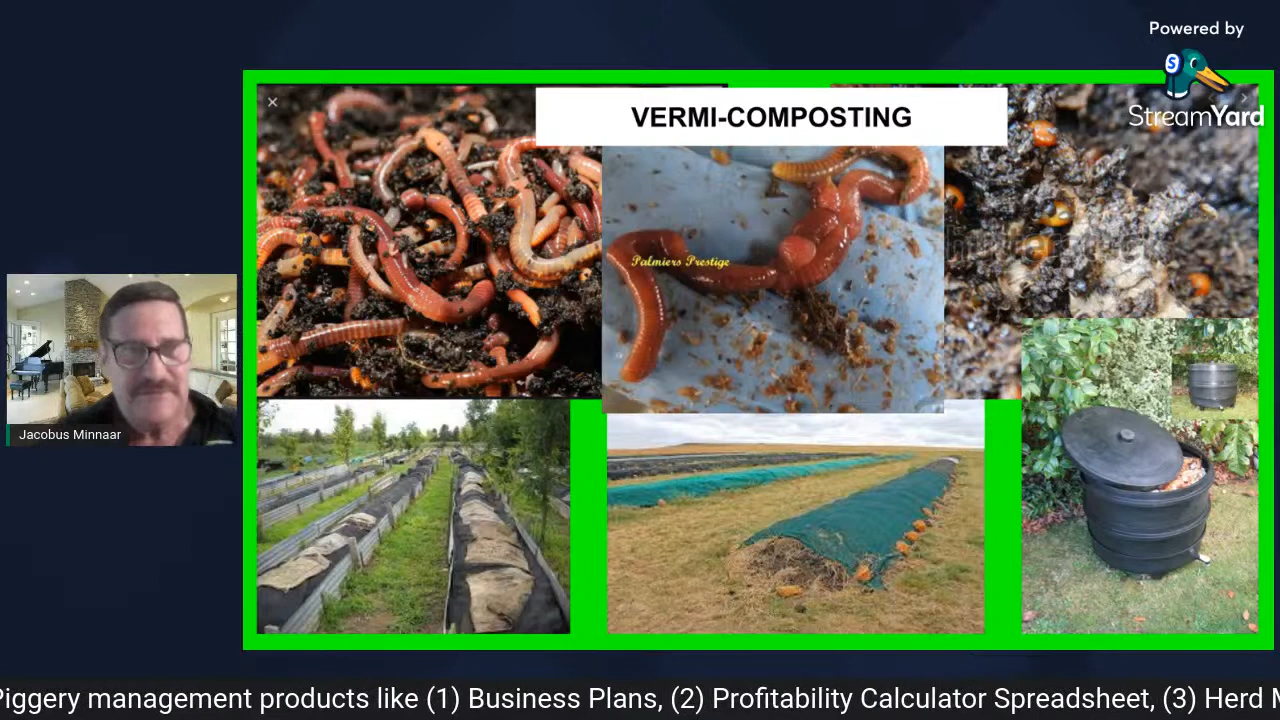 Powered by
StreamYard
VERMI-COMPOSTING
Palmiers Prestige
Jacobus Minnaar
Piggery management products like (1) Business Plans, (2) Profitability Calculator Spreadsheet, (3) Herd M